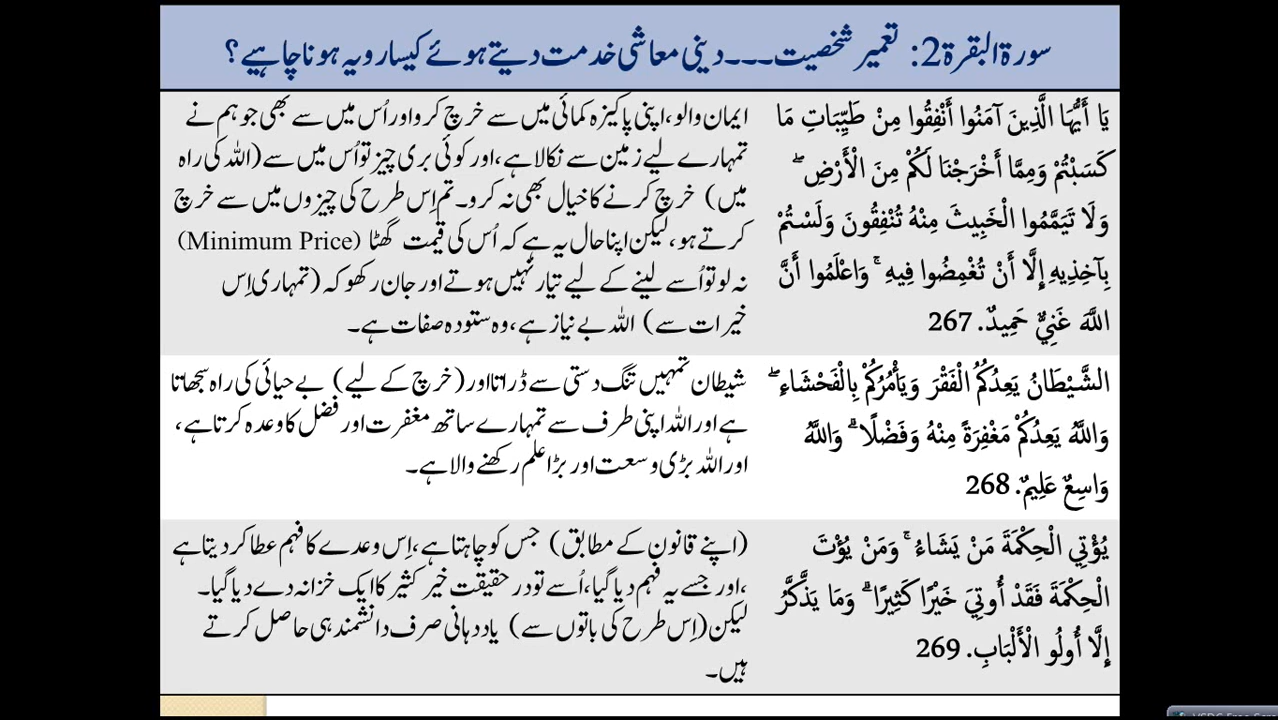 سورۃ البقرۃ 2: تعمیر شخصیت ۔۔۔ دینی معاشی خدمت دیتے ہوئے کیسا رویہ ہونا چاہیے؟
يَا أَيُّهَا الَّذِينَ آمَنُوا أَنْفِقُوا مِنْ طَيِّبَاتِ مَا
كَسَبْتُمْ وَمِمَّا أَخْرَجْنَا لَكُمْ مِنَ الْأَرْضِ ۖ
وَلَا تَيَمَّمُوا الْخَبِيثَ مِنْهُ تُنْفِقُونَ وَلَسْتُمْ
بِآخِذِيهِ إِلَّا أَنْ تُغْمِضُوا فِيهِ ۚ وَاعْلَمُوا أَنَّ
اللَّهَ غَنِيٌّ حَمِيدٌ. 267
ایمان والو، اپنی پاکیزہ کمائی میں سے خرچ کرو اور اُس میں سے بھی جو ہم نے
تمہارے لیے زمین سے نکالا ہے، اور کوئی بری چیز تو اُس میں سے (اللہ کی راہ
میں) خرچ کرنے کا خیال بھی نہ کرو۔ تم اِس طرح کی چیزوں میں سے خرچ
کرتے ہو، لیکن اپنا حال یہ ہے کہ اُس کی قیمت گھٹا (Minimum Price)
نہ لو تو اُسے لینے کے لیے تیار نہیں ہوتے اور جان رکھو کہ (تمہاری اِس
خیرات سے) اللہ بے نیاز ہے، وہ ستودہ صفات ہے۔
الشَّيْطَانُ يَعِدُكُمُ الْفَقْرَ وَيَأْمُرُكُمْ بِالْفَحْشَاءِ ۖ
وَاللَّهُ يَعِدُكُمْ مَغْفِرَةً مِنْهُ وَفَضْلًا ۗ وَاللَّهُ
وَاسِعٌ عَلِيمٌ. 268
شیطان تمہیں تنگ دستی سے ڈراتا اور (خرچ کے لیے) بے حیائی کی راہ سجھاتا
ہے اور اللہ اپنی طرف سے تمہارے ساتھ مغفرت اور فضل کا وعدہ کرتا ہے،
اور اللہ بڑی وسعت اور بڑا علم رکھنے والا ہے۔
يُؤْتِي الْحِكْمَةَ مَنْ يَشَاءُ ۚ وَمَنْ يُؤْتَ
الْحِكْمَةَ فَقَدْ أُوتِيَ خَيْرًا كَثِيرًا ۗ وَمَا يَذَّكَّرُ
إِلَّا أُولُو الْأَلْبَابِ. 269
(اپنے قانون کے مطابق) جس کو چاہتا ہے، اِس وعدے کا فہم عطا کر دیتا ہے
،اور جسے یہ فہم دیا گیا، اُسے تو در حقیقت خیر کثیر کا ایک خزانہ دے دیا گیا۔
لیکن (اِس طرح کی باتوں سے) یاد دہانی صرف دانشمند ہی حاصل کرتے
ہیں۔